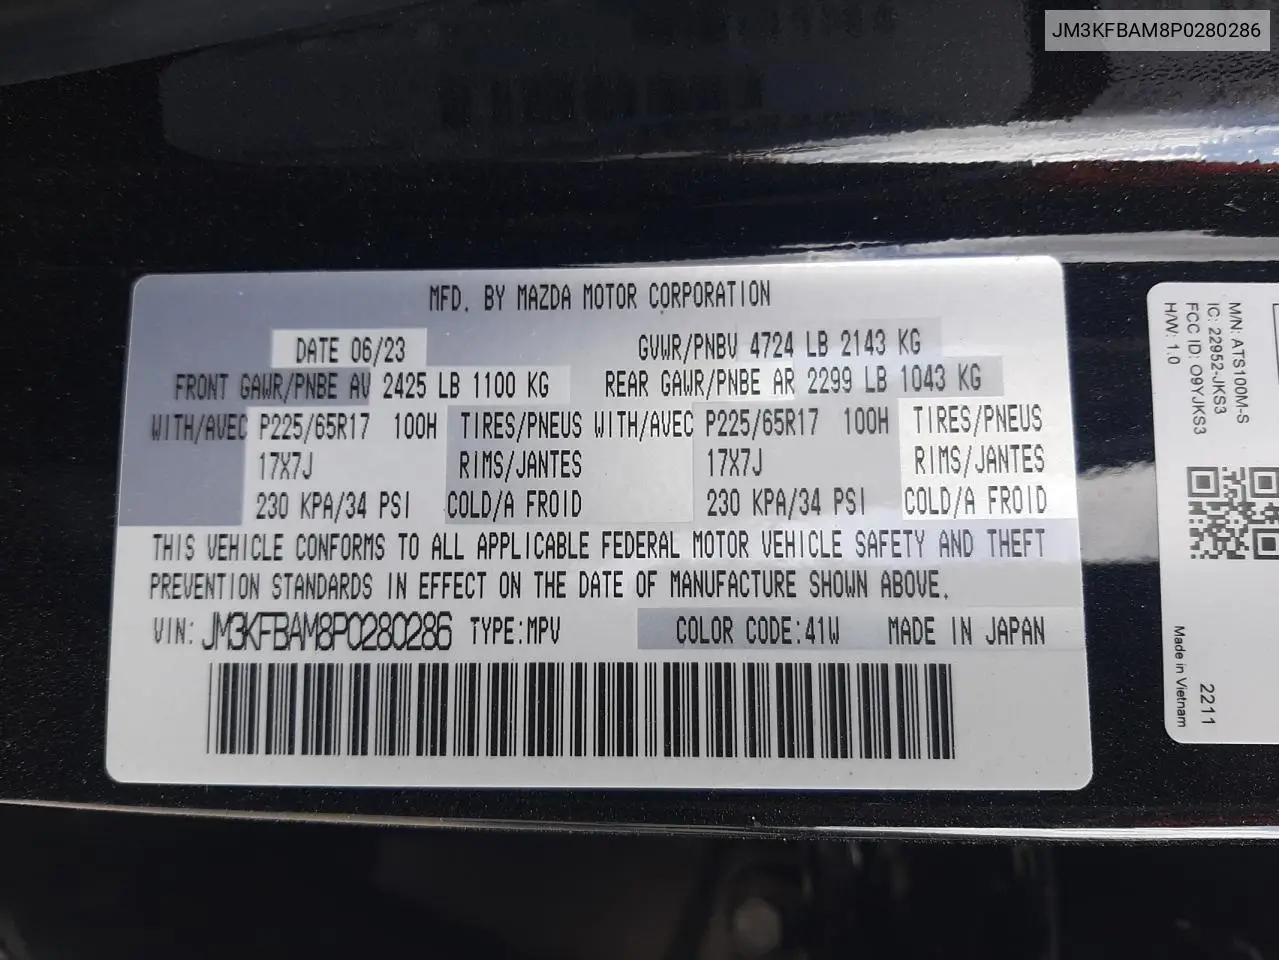 JM3KFBAM8P0280286
MFD. BY MAZDA MOTOR CORPORATION
DATE 06/23 GVWR/PNBV 4724 LB 2143 KG
FRONT GAWR/PNBE AV 2425 LB 1100 KG REAR GAWR/PNBE AR 2299 LB 1043 KG
WITH/AVEC P225/65R17 100H TIRES/PNEUS WITH/AVEC P225/65R17 100H TIRES/PNEUS
17X7J RIMS/JANTES 17X7J RIMS/JANTES
230 KPA/34 PSI COLD/A FROID 230 KPA/34 PSI COLD/A FROID
THIS VEHICLE CONFORMS TO ALL APPLICABLE FEDERAL MOTOR VEHICLE SAFETY AND THEFT
PREVENTION STANDARDS IN EFFECT ON THE DATE OF MANUFACTURE SHOWN ABOVE.
VIN: JM3KFBAM8P0280286 TYPE:MPV COLOR CODE:41W MADE IN JAPAN
M/N: ATS100M-S
IC: 22952-JKS3
FCC ID: O9YJKS3
H/W: 1.0
2211
Made in Vietnam